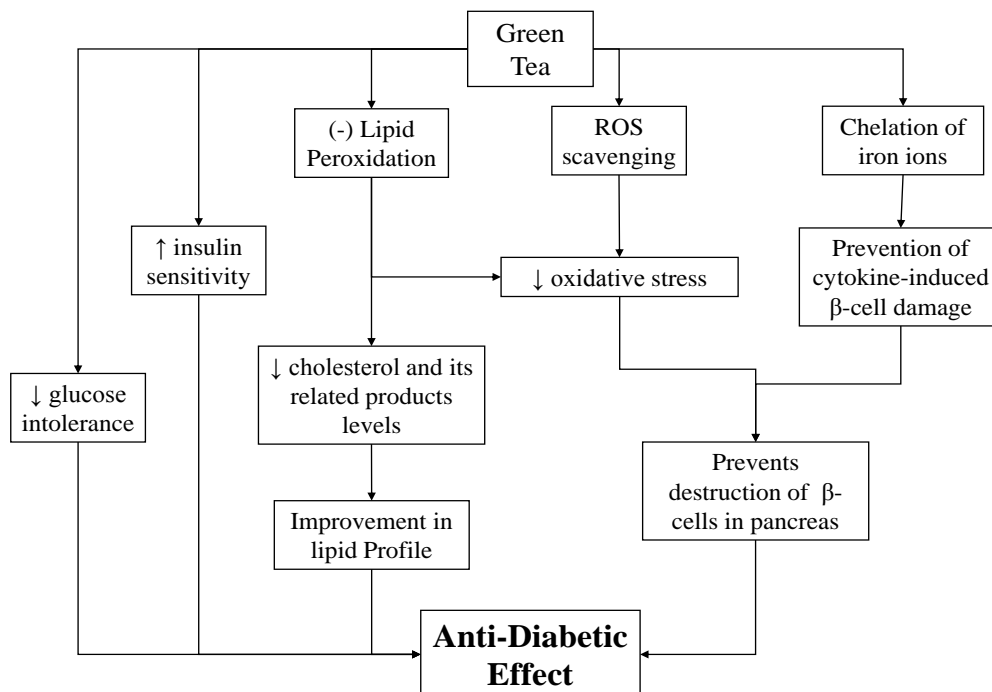 Green
Tea
(-) Lipid
Peroxidation
ROS
scavenging
Chelation of
iron ions
↑ insulin
sensitivity
↓ oxidative stress
Prevention of
cytokine-induced
β-cell damage
↓ glucose
intolerance
↓ cholesterol and its
related products
levels
Prevents
destruction of β-
cells in pancreas
Improvement in
lipid Profile
Anti-Diabetic
Effect